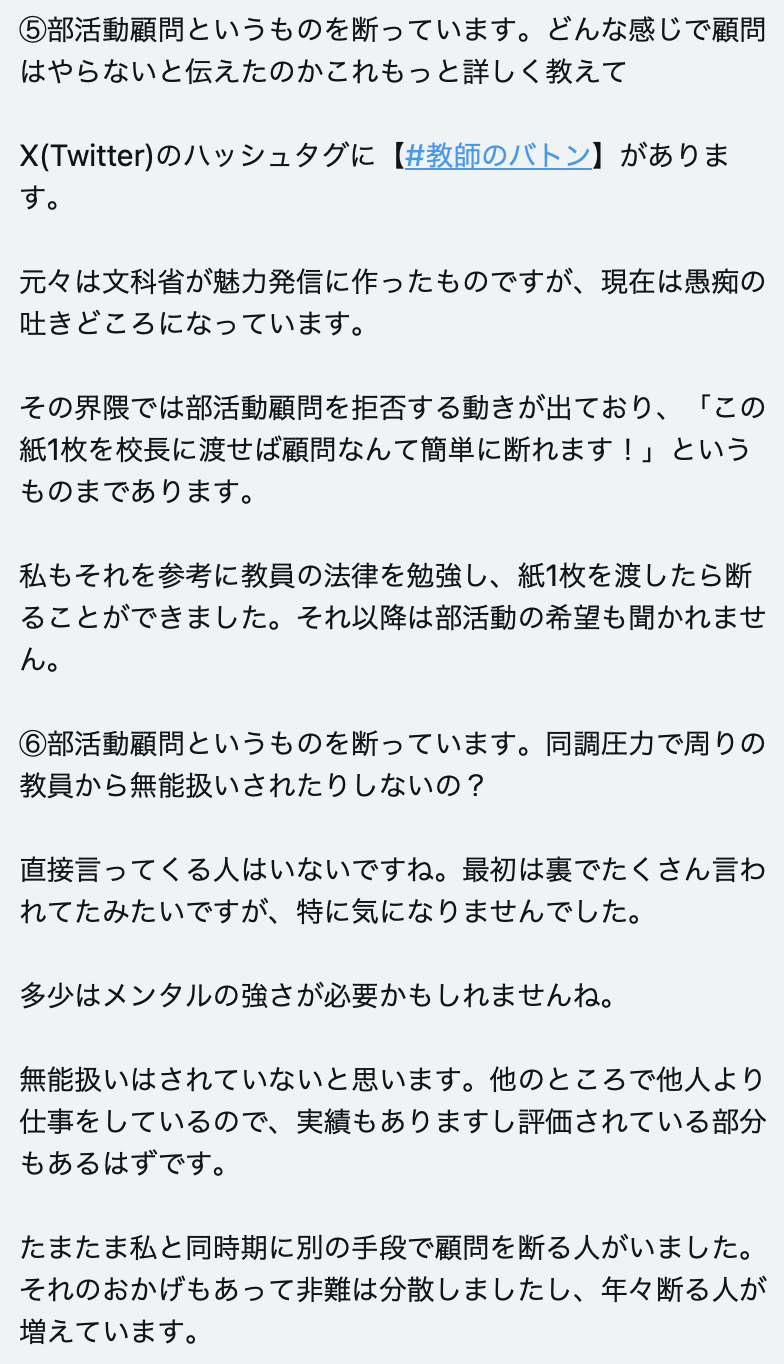 ⑤部活動顧問というものを断っています。どんな感じで顧問
はやらないと伝えたのかこれもっと詳しく教えて
X(Twitter)のハッシュタグに【#教師のバトン】がありま
す。
元々は文科省が魅力発信に作ったものですが、現在は愚痴の
吐きどころになっています。
その界隈では部活動顧問を拒否する動きが出ており、「この
紙1枚を校長に渡せば顧問なんて簡単に断れます！」という
ものまであります。
私もそれを参考に教員の法律を勉強し、紙1枚を渡したら断
ることができました。それ以降は部活動の希望も聞かれませ
ん。
⑥部活動顧問というものを断っています。同調圧力で周りの
教員から無能扱いされたりしないの？
直接言ってくる人はいないですね。最初は裏でたくさん言わ
れてたみたいですが、特に気になりませんでした。
多少はメンタルの強さが必要かもしれませんね。
無能扱いはされていないと思います。他のところで他人より
仕事をしているので、実績もありますし評価されている部分
もあるはずです。
たまたま私と同時期に別の手段で顧問を断る人がいました。
それのおかげもあって非難は分散しましたし、年々断る人が
増えています。